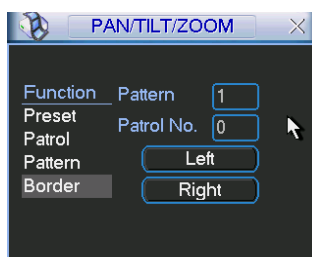 PAN/TILT/ZOOM
Function
Preset
Patrol
Pattern
Border
Pattern 1
Patrol No. 0
Left
Right